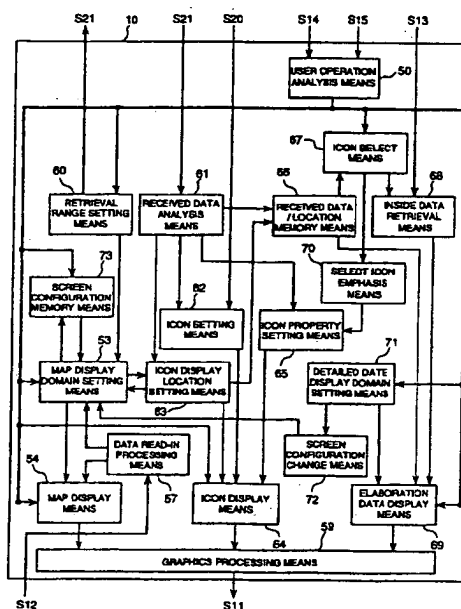 S21 S21 S20 S14 S15 S13
10
USER OPERATION
ANALYSIS MEANS
50
67
ICON SELECT
MEANS
60 61 66 68
RETRIEVAL
RANGE SETTING
MEANS
RECEIVED DATA
ANALYSIS
MEANS
RECEIVED DATA
/ LOCATION
MEMORY MEANS
INSIDE DATA
RETRIEVAL MEANS
73
SCREEN
CONFIGURATION
MEMORY MEANS
62
ICON SETTING
MEANS
70
SELECT ICON
EMPHASIS
MEANS
53
MAP DISPLAY
DOMAIN SETTING
MEANS
ICON DISPLAY
LOCATION
SETTING MEANS
63
ICON PROPERTY
SETTING MEANS
65
71
DETAILED DATE
DISPLAY DOMAIN
SETTING MEANS
54
MAP DISPLAY
MEANS
DATA READ-IN
PROCESSING
MEANS
57
ICON DISPLAY
MEANS
64
SCREEN
CONFIGURATION
CHANGE MEANS
72
ELABORATION
DATA DISPLAY
MEANS
69
59
GRAPHICS PROCESSING MEANS
S12 S11